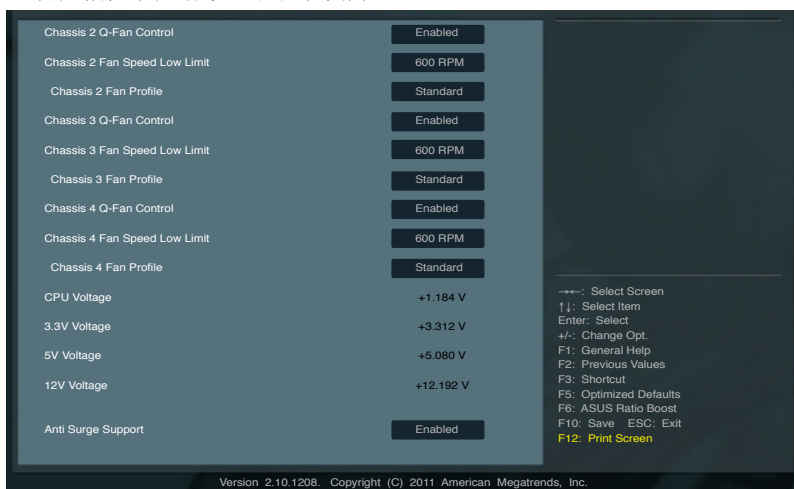 Chassis 2 Q-Fan Control Enabled
Chassis 2 Fan Speed Low Limit 600 RPM
Chassis 2 Fan Profile Standard
Chassis 3 Q-Fan Control Enabled
Chassis 3 Fan Speed Low Limit 600 RPM
Chassis 3 Fan Profile Standard
Chassis 4 Q-Fan Control Enabled
Chassis 4 Fan Speed Low Limit 600 RPM
Chassis 4 Fan Profile Standard
CPU Voltage +1.184 V
3.3V Voltage +3.312 V
5V Voltage +5.080 V
12V Voltage +12.192 V
Anti Surge Support Enabled
→←: Select Screen
↑↓: Select Item
Enter: Select
+/-: Change Opt.
F1: General Help
F2: Previous Values
F3: Shortcut
F5: Optimized Defaults
F6: ASUS Ratio Boost
F10: Save ESC: Exit
F12: Print Screen
Version 2.10.1208. Copyright (C) 2011 American Megatrends, Inc.